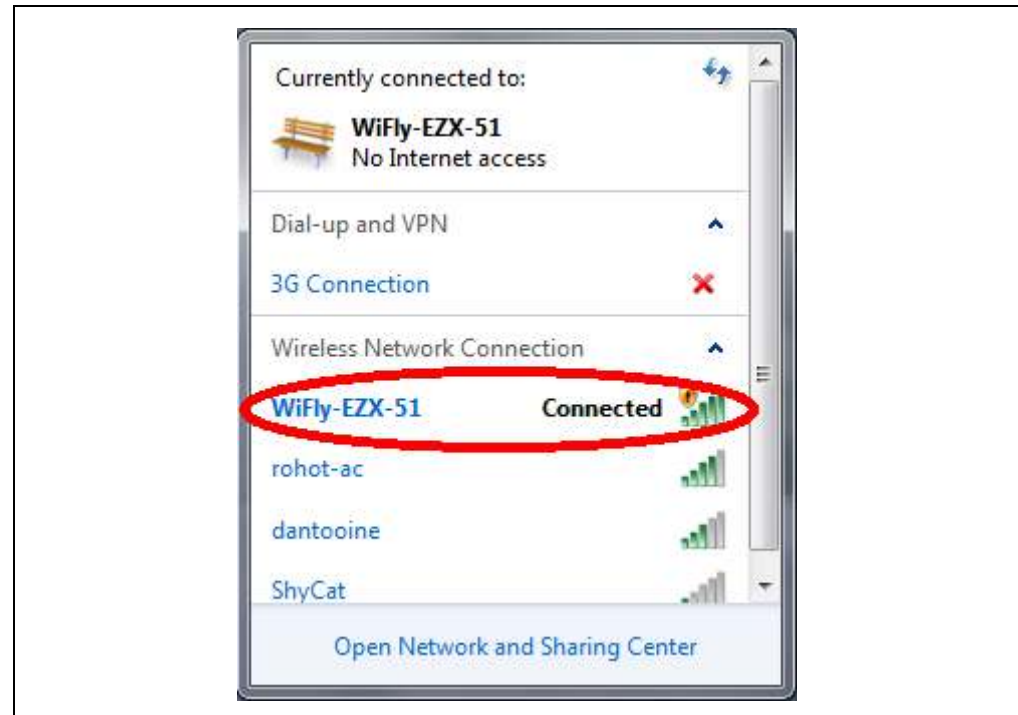 Currently connected to:
WiFly-EZX-51
No Internet access
Dial-up and VPN
3G Connection
Wireless Network Connection
WiFly-EZX-51 Connected
rohot-ac
dantooine
ShyCat
Open Network and Sharing Center